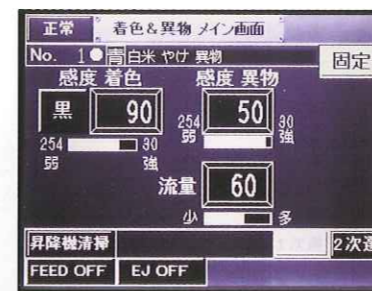 正常 着色&異物 メイン画面
No. 1 青 白米 やけ 異物 固定
感度 着色 感度 異物
黒 90 50
254 30 254 30
弱 強 弱 強
流量 60
少 多
昇降機清掃 2次選
FEED OFF EJ OFF